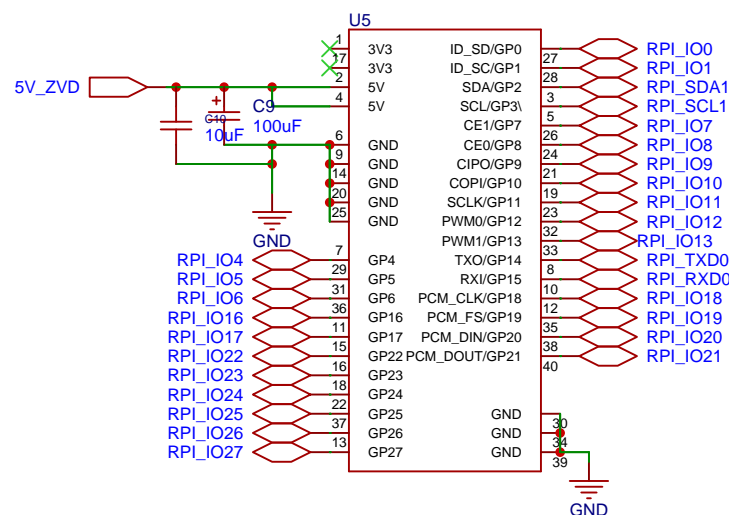 U5
1
3V3
ID_SD/GP0
RPI_IO0
17
3V3
ID_SC/GP1
27
RPI_IO1
5V_ZVD
2
5V
SDA/GP2
28
RPI_SDA1
4
5V
SCL/GP3\
3
RPI_SCL1
C9
100uF
C10
10uF
CE1/GP7
5
RPI_IO7
6
GND
CE0/GP8
26
RPI_IO8
9
GND
CIPO/GP9
24
RPI_IO9
14
GND
COPI/GP10
21
RPI_IO10
20
GND
SCLK/GP11
19
RPI_IO11
25
GND
PWM0/GP12
23
RPI_IO12
GND
PWM1/GP13
32
RPI_IO13
RPI_IO4
7
GP4
TXO/GP14
33
RPI_TXD0
RPI_IO5
29
GP5
RXI/GP15
8
RPI_RXD0
RPI_IO6
31
GP6
PCM_CLK/GP18
10
RPI_IO18
RPI_IO16
36
GP16
PCM_FS/GP19
12
RPI_IO19
RPI_IO17
11
GP17
PCM_DIN/GP20
35
RPI_IO20
RPI_IO22
15
GP22
PCM_DOUT/GP21
38
RPI_IO21
40
RPI_IO23
16
GP23
RPI_IO24
18
GP24
RPI_IO25
22
GP25
GND
30
RPI_IO26
37
GP26
GND
34
RPI_IO27
13
GP27
GND
39
GND